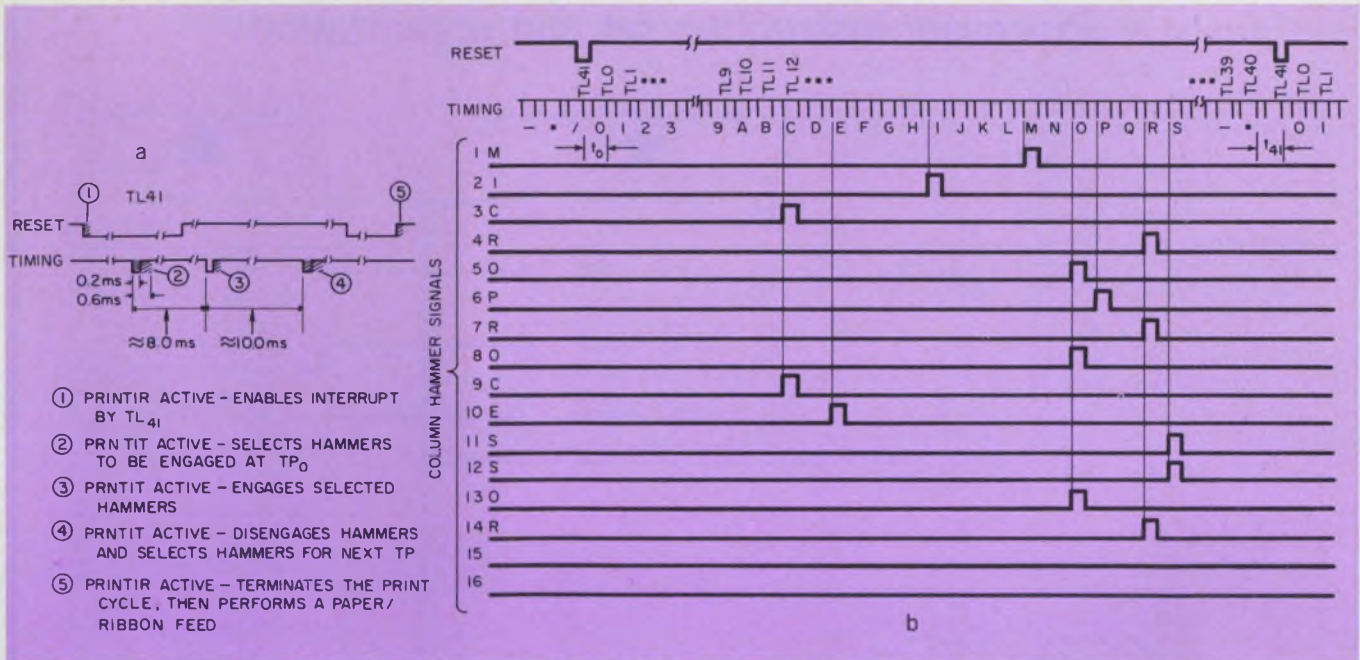 a
① TL41 ⑤
RESET
TIMING
② ③ ④
0.2ms
0.6ms
≈8.0ms ≈10.0ms
① PRINTIR ACTIVE – ENABLES INTERRUPT
BY TL41
② PRNTIT ACTIVE – SELECTS HAMMERS
TO BE ENGAGED AT TP0
③ PRNTIT ACTIVE – ENGAGES SELECTED
HAMMERS
④ PRNTIT ACTIVE – DISENGAGES HAMMERS
AND SELECTS HAMMERS FOR NEXT TP
⑤ PRINTIR ACTIVE – TERMINATES THE PRINT
CYCLE, THEN PERFORMS A PAPER/
RIBBON FEED
RESET
TL41 TL0 TL1 ••• TL9 TL10 TL11 TL12 ••• ••• TL39 TL40 TL41 TL0 TL1
TIMING
– * / 0 1 2 3 9 A B C D E F G H I J K L M N O P Q R S – * 0 1
t0 t41
COLUMN HAMMER SIGNALS
1 M
2 I
3 C
4 R
5 O
6 P
7 R
8 O
9 C
10 E
11 S
12 S
13 O
14 R
15
16
b